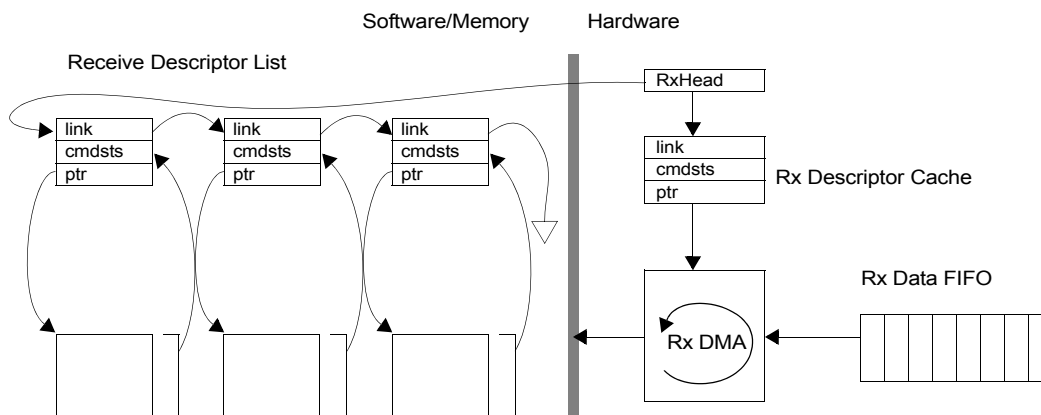 Software/Memory
Hardware
Receive Descriptor List
RxHead
link
cmdsts
ptr
link
cmdsts
ptr
link
cmdsts
ptr
link
cmdsts
ptr
Rx Descriptor Cache
Rx Data FIFO
Rx DMA